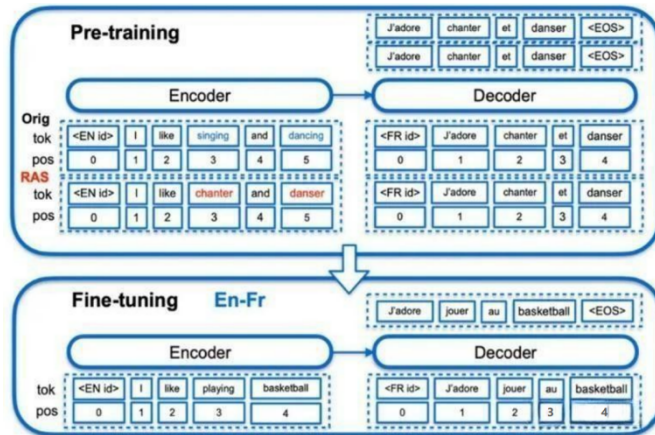 Pre-training
J'adore chanter et danser <EOS>
J'adore chanter et danser <EOS>
Encoder Decoder
Orig
tok <EN id> I like singing and dancing <FR id> J'adore chanter et danser
pos 0 1 2 3 4 5 0 1 2 3 4
RAS
tok <EN id> I like chanter and danser <FR id> J'adore chanter et danser
pos 0 1 2 3 4 5 0 1 2 3 4
Fine-tuning En-Fr
J'adore jouer au basketball <EOS>
Encoder Decoder
tok <EN id> I like playing basketball <FR id> J'adore jouer au basketball
pos 0 1 2 3 4 0 1 2 3 4